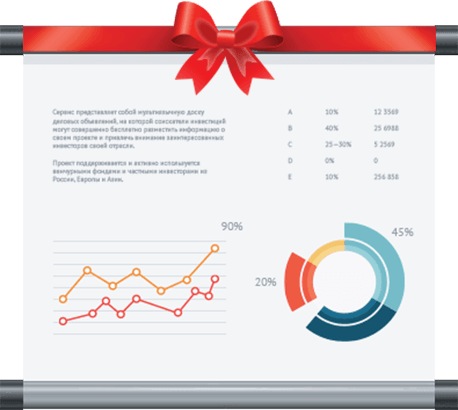 Сервис представляет собой мультиязычную доску
деловых объявлений, на которой соискатели инвестиций
могут совершенно бесплатно разместить информацию о
своем проекте и привлечь внимание заинтересованных
инвесторов своей отрасли.
Проект поддерживается и активно используется
венчурными фондами и частными инвесторами из
России, Европы и Азии.
A 10% 12 3569
B 40% 25 6988
C 25—30% 5 2569
D 0% 0
E 10% 256 858
90%
45%
20%